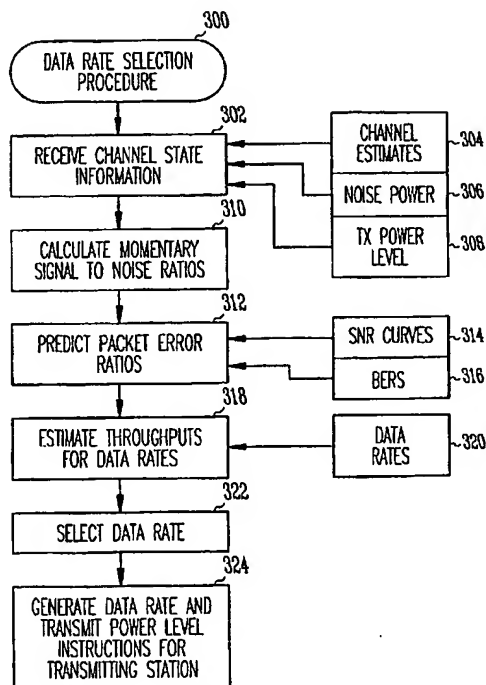 300
DATA RATE SELECTION
PROCEDURE
302
RECEIVE CHANNEL STATE
INFORMATION
CHANNEL
ESTIMATES
304
NOISE POWER
306
TX POWER
LEVEL
308
310
CALCULATE MOMENTARY
SIGNAL TO NOISE RATIOS
312
PREDICT PACKET ERROR
RATIOS
SNR CURVES
314
BERS
316
318
ESTIMATE THROUGHPUTS
FOR DATA RATES
DATA
RATES
320
322
SELECT DATA RATE
324
GENERATE DATA RATE AND
TRANSMIT POWER LEVEL
INSTRUCTIONS FOR
TRANSMITTING STATION